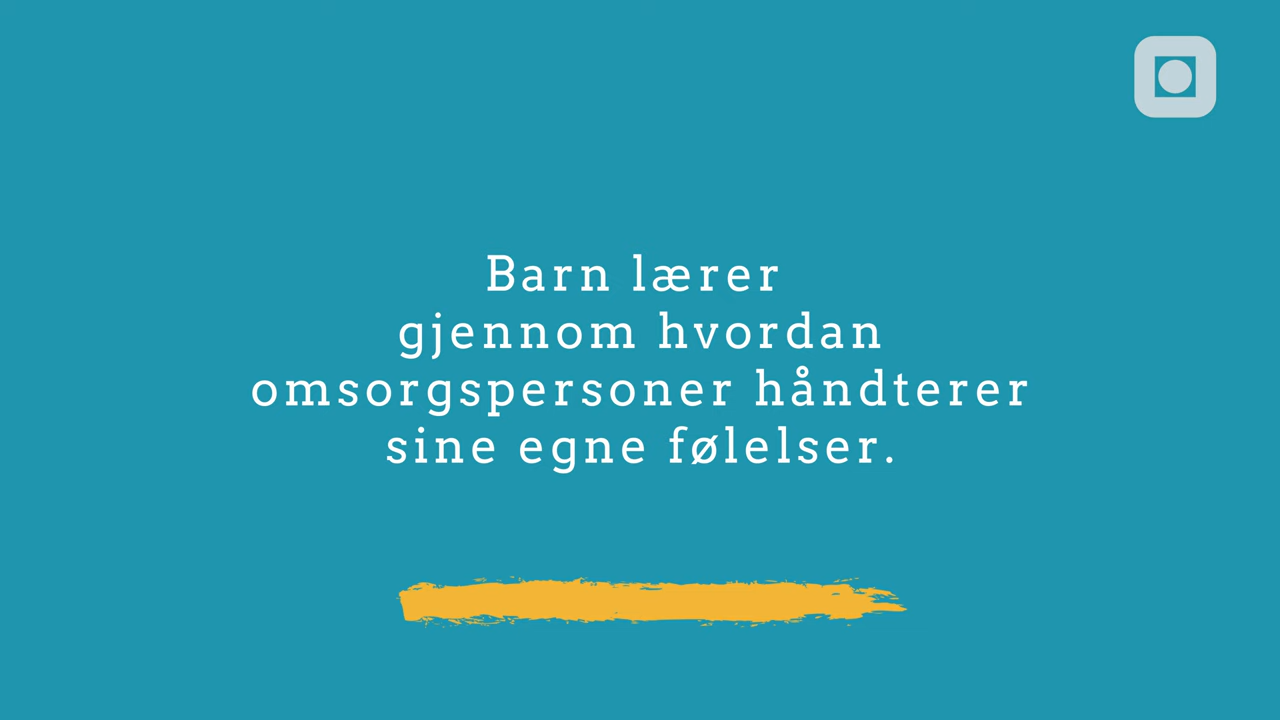 Barn lærer
gjennom hvordan
omsorgspersoner håndterer
sine egne følelser.